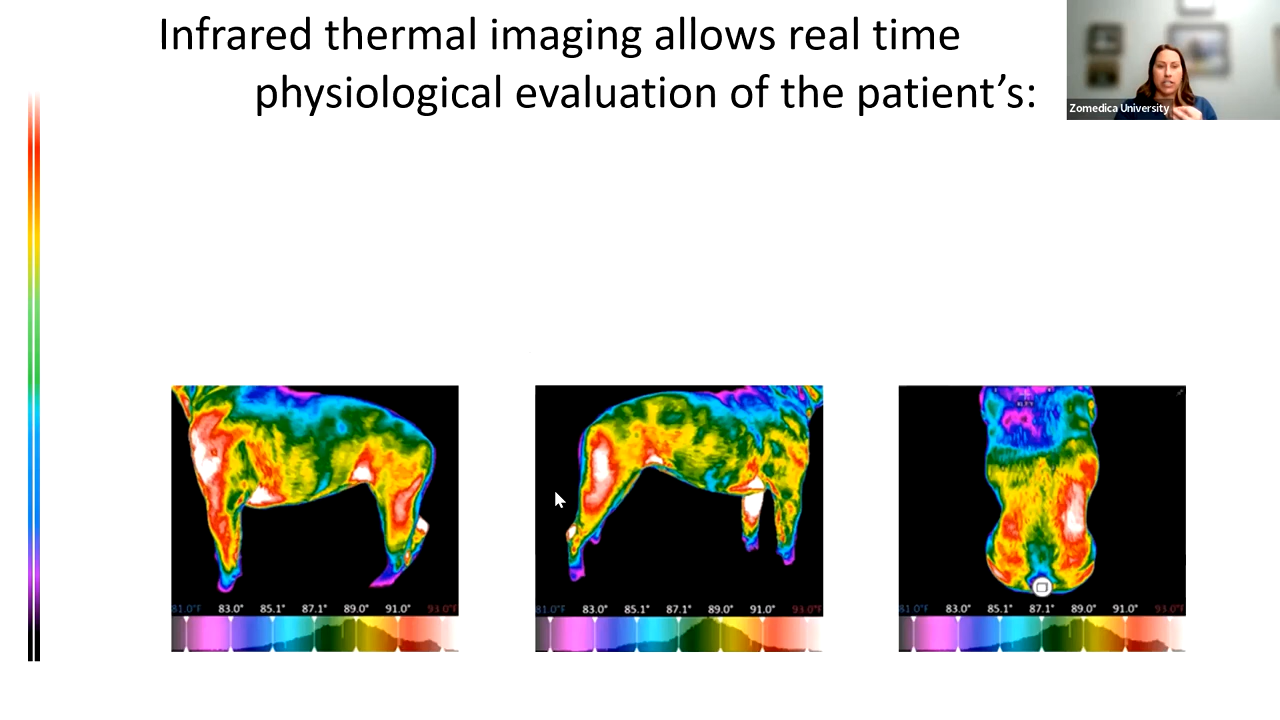 Infrared thermal imaging allows real time
physiological evaluation of the patient's:
Zomedica University
81.0°F 83.0° 85.1° 87.1° 89.0° 91.0° 93.0°F
81.0°F 83.0° 85.1° 87.1° 89.0° 91.0° 93.0°F
81.0°F 83.0° 85.1° 87.1° 89.0° 91.0° 93.0°F